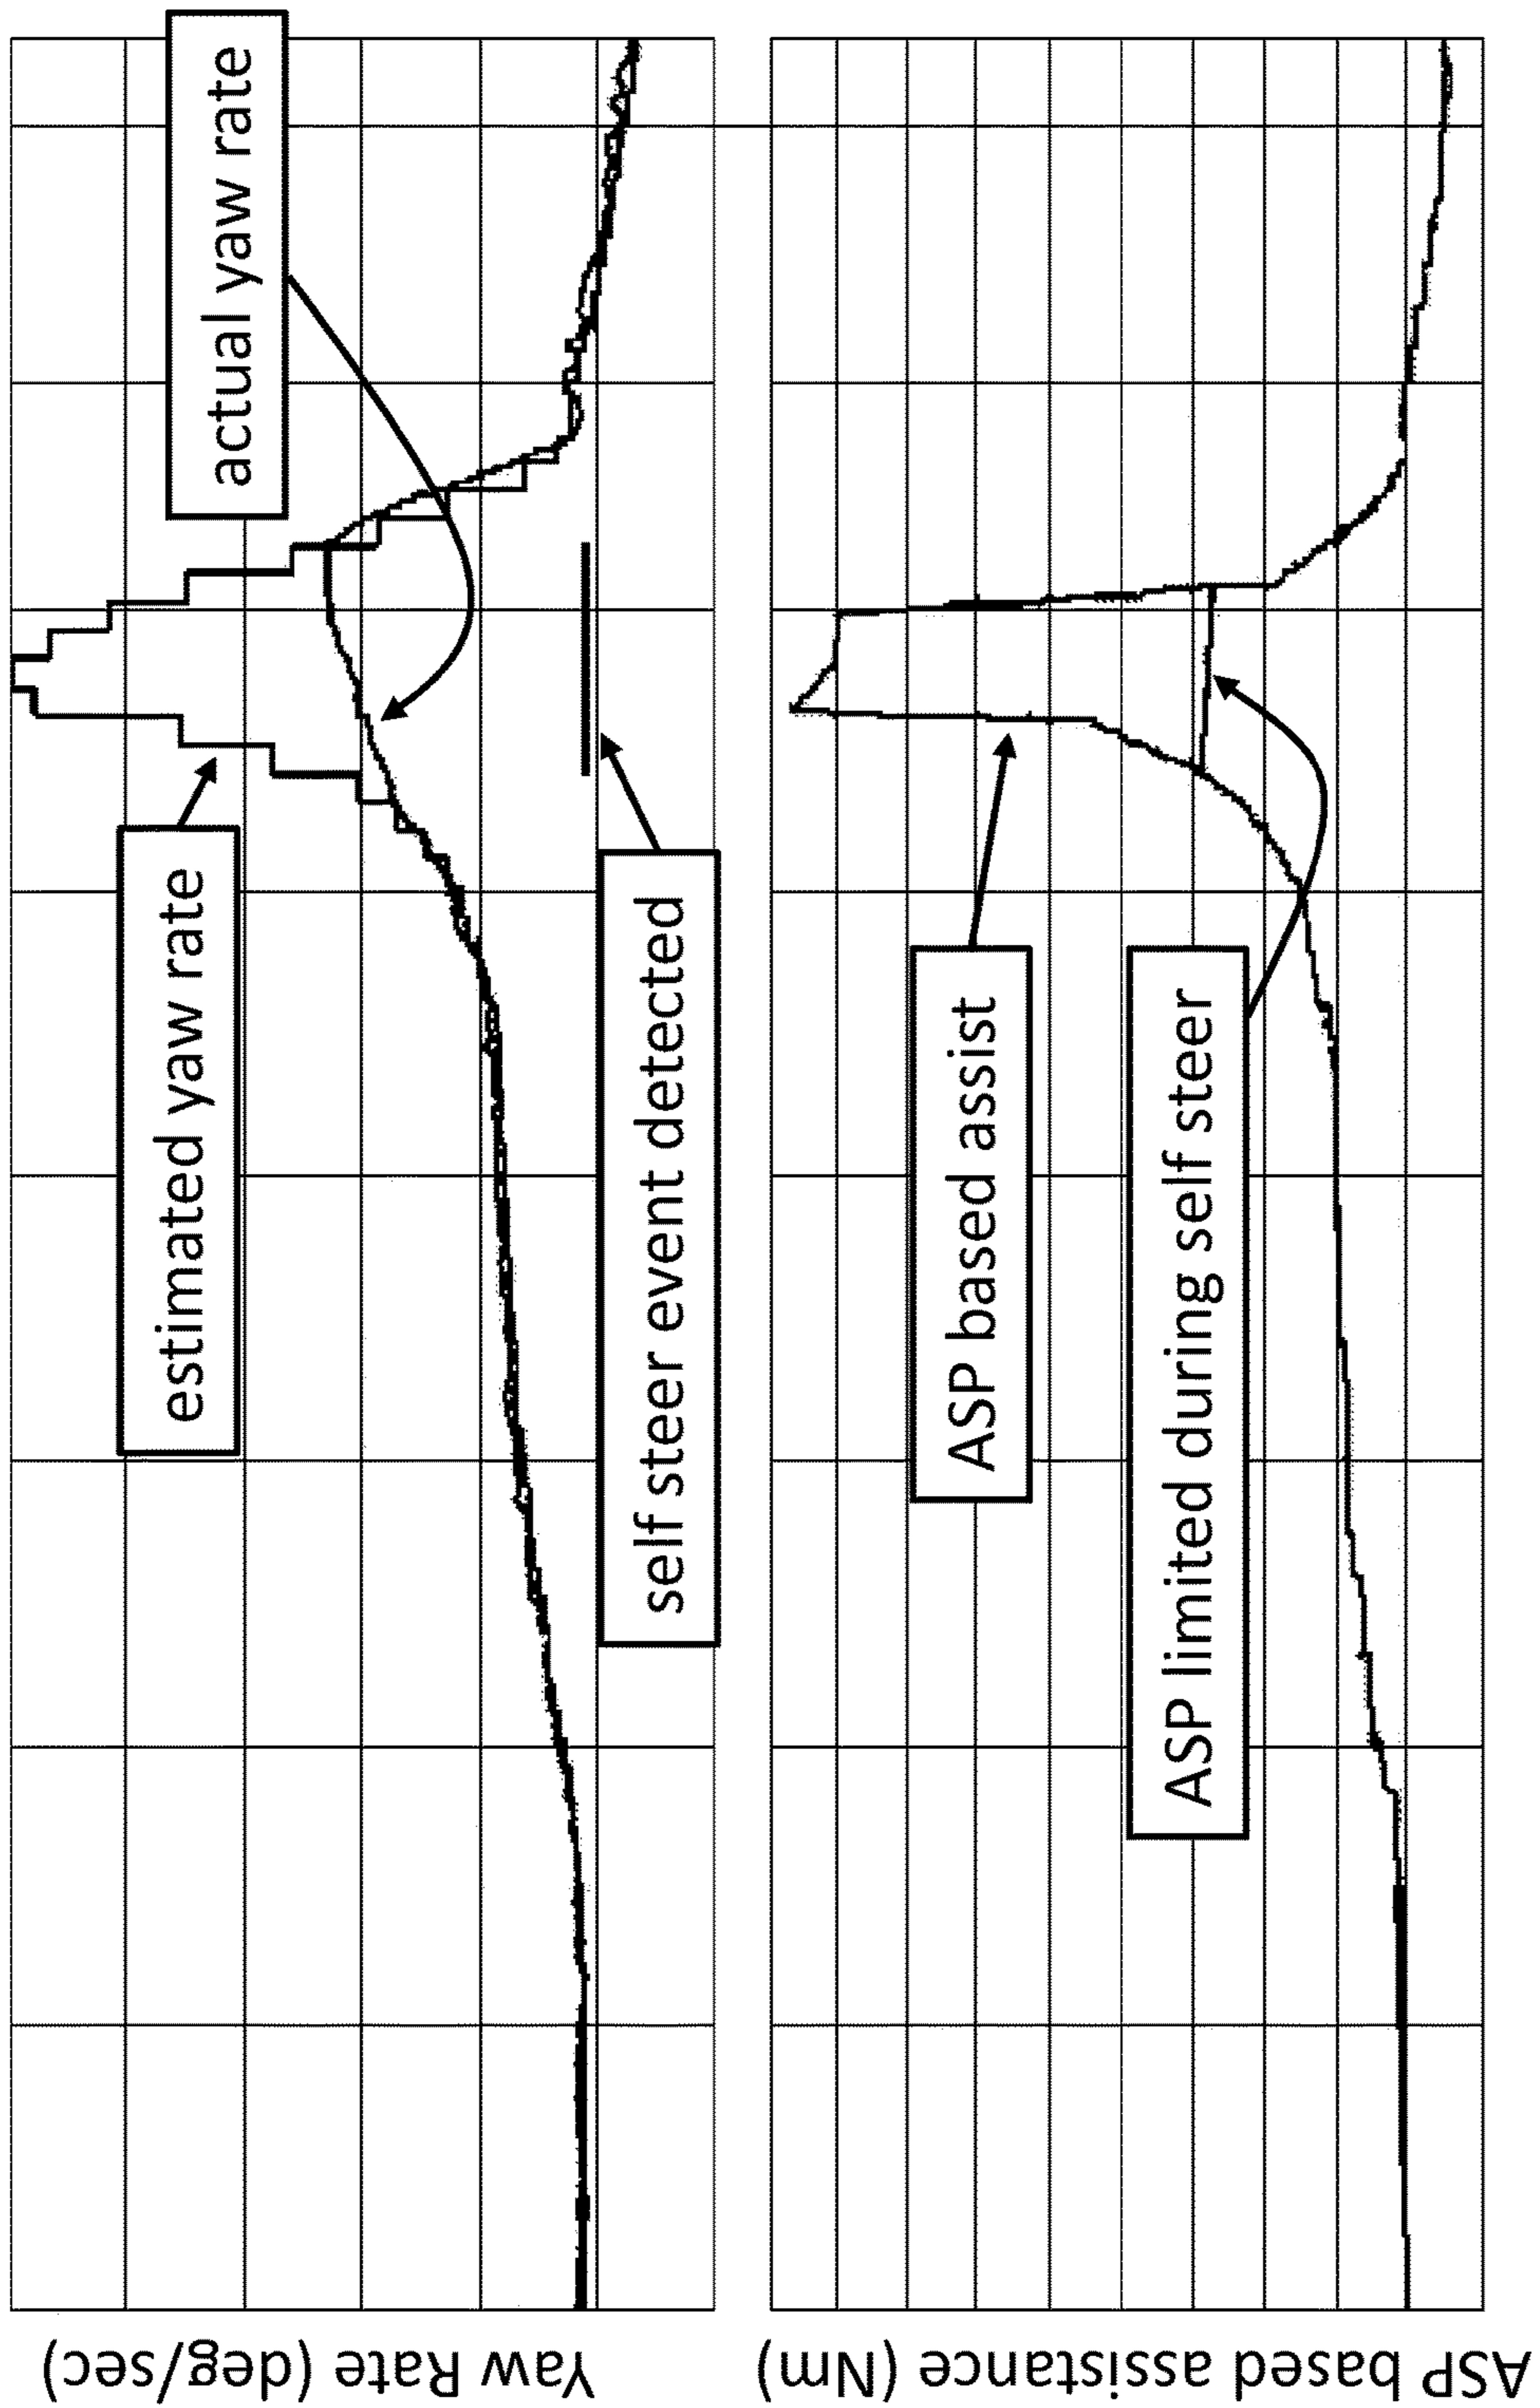 Yaw Rate (deg/sec)
estimated yaw rate
actual yaw rate
self steer event detected
ASP based assistance (Nm)
ASP based assist
ASP limited during self steer